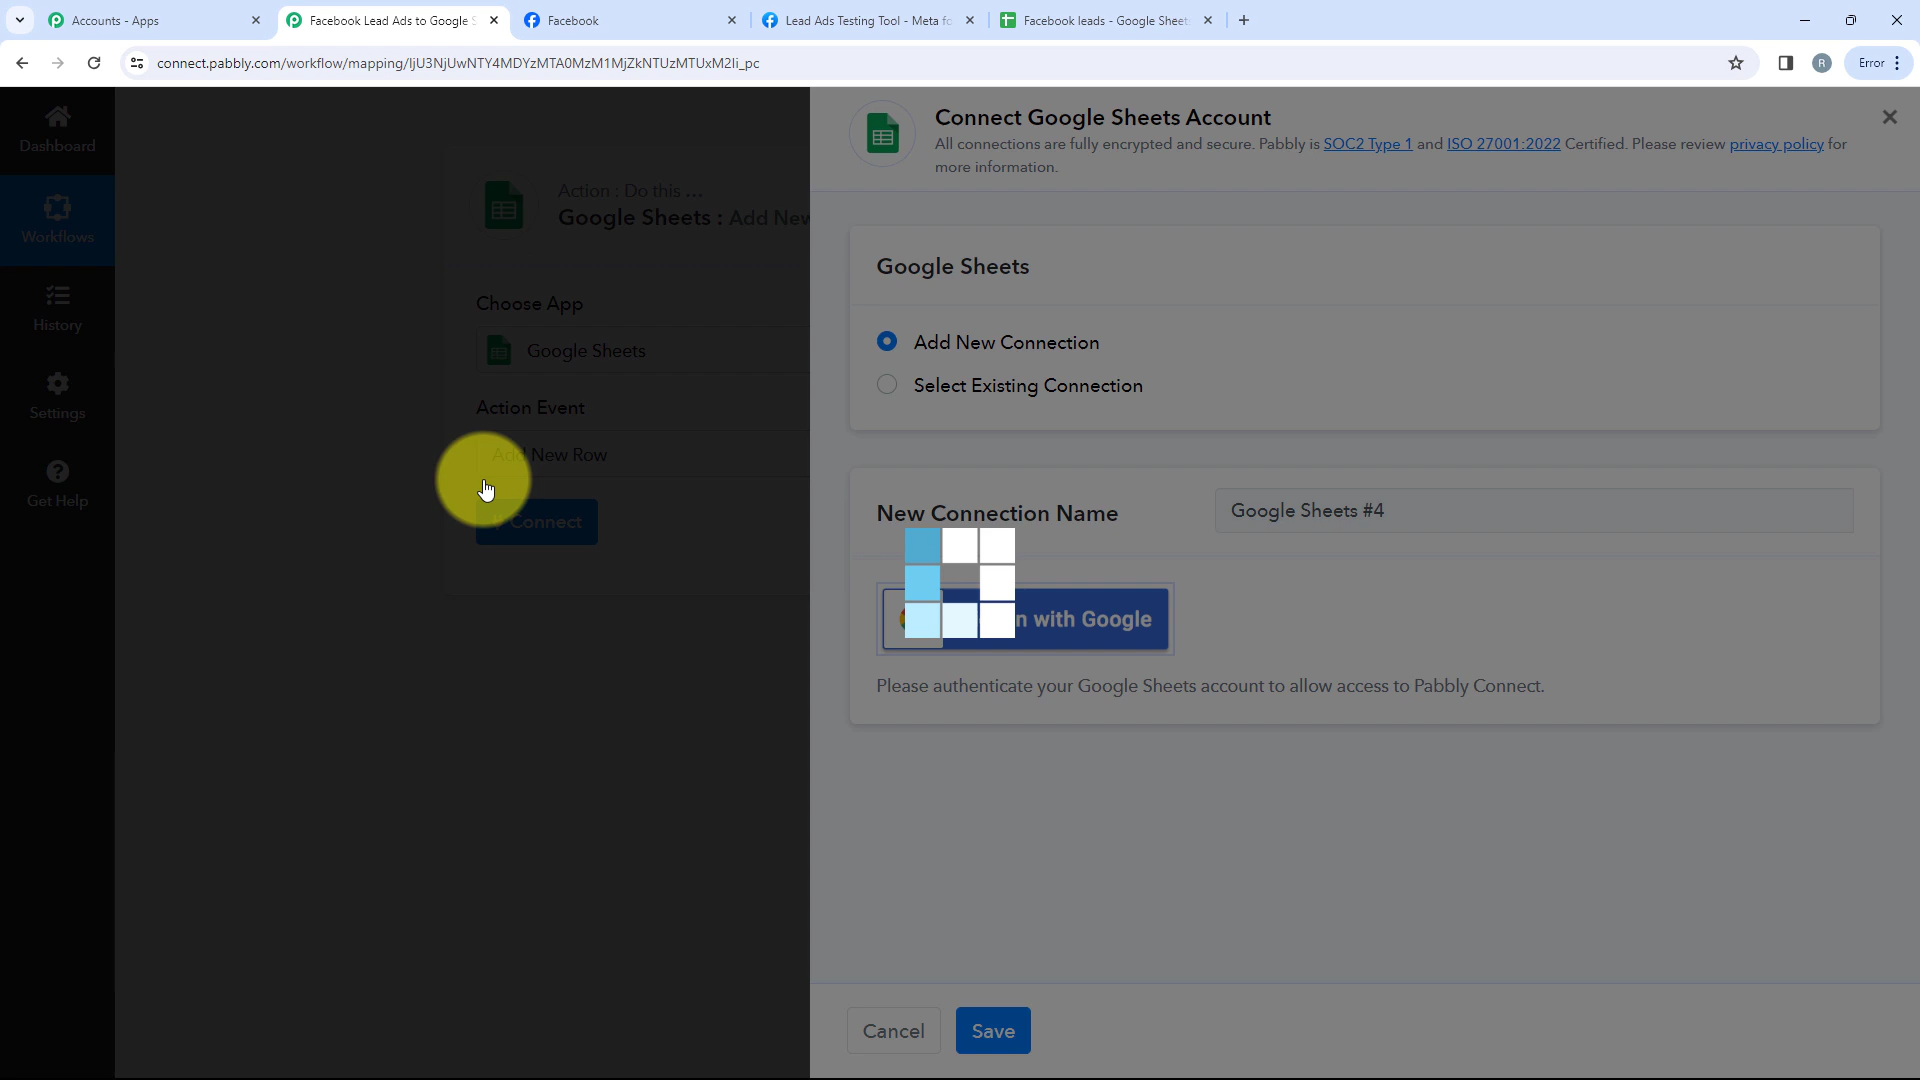 Accounts - Apps
Facebook Lead Ads to Google S
Facebook
Lead Ads Testing Tool - Meta fo
Facebook leads - Google Sheet
connect.pabbly.com/workflow/mapping/IjU3NjUwNTY4MDYzMTA0MzM1MjZkNTUzMTUxM2Ii_pc
R
Error
Dashboard
Workflows
History
Settings
Get Help
Action : Do this ...
Google Sheets : Add New
Choose App
Google Sheets
Action Event
Add New Row
Connect
Connect Google Sheets Account
All connections are fully encrypted and secure. Pabbly is SOC2 Type 1 and ISO 27001:2022 Certified. Please review privacy policy for
more information.
Google Sheets
Add New Connection
Select Existing Connection
New Connection Name
Google Sheets #4
with Google
Please authenticate your Google Sheets account to allow access to Pabbly Connect.
Cancel
Save